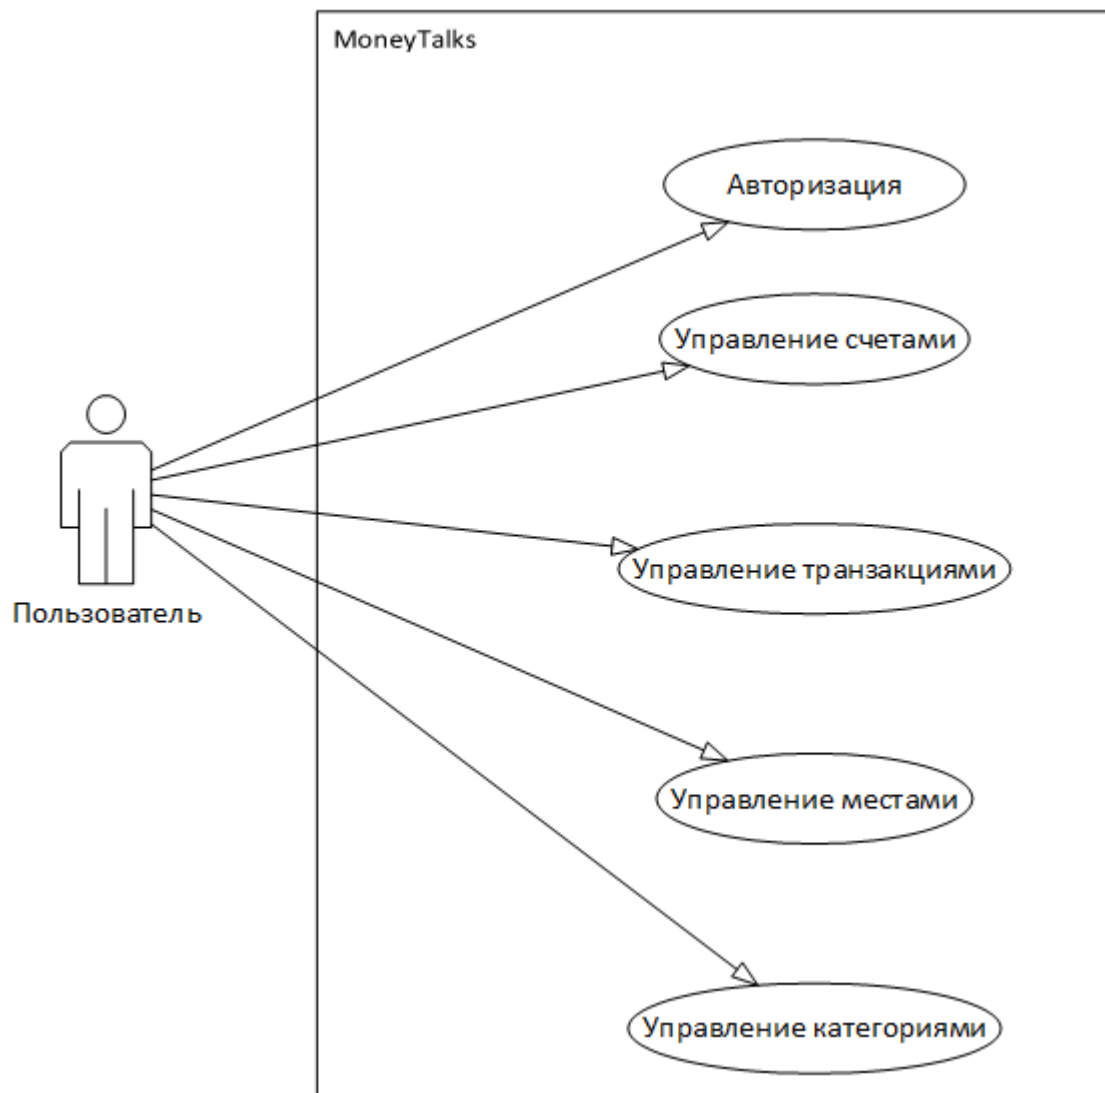 MoneyTalks
Авторизация
Управление счетами
Управление транзакциями
Пользователь
Управление местами
Управление категориями